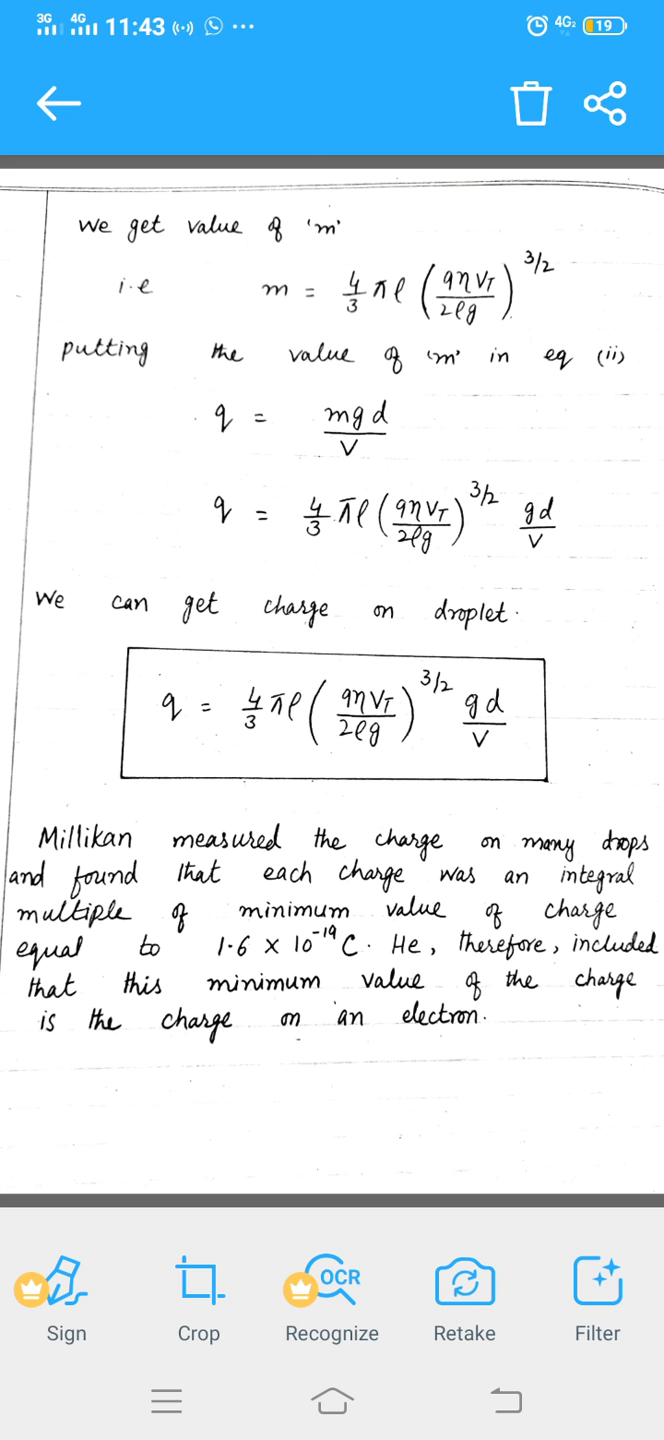 3G 4G 11:43 4G2 19
We get value of 'm'
i.e m = 4/3 πρ (9ηVT/2ρg)^3/2
putting the value of 'm' in eq (ii)
q = mgd/V
q = 4/3 πρ (9ηVT/2ρg)^3/2 gd/V
We can get charge on droplet.
q = 4/3 πρ (9ηVT/2ρg)^3/2 gd/V
Millikan measured the charge on many drops
and found that each charge was an integral
multiple of minimum value of charge
equal to 1.6 × 10^-19 C. He, therefore, included
that this minimum value of the charge
is the charge on an electron.
OCR
Sign Crop Recognize Retake Filter